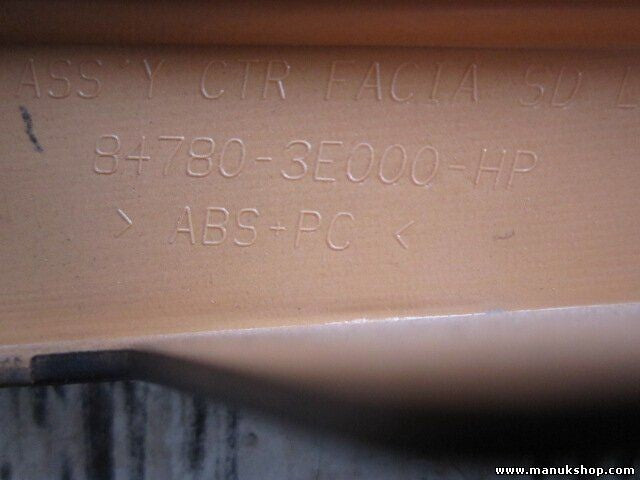 ASS'Y CTR FACIA SD L
84780-3E000-HP
> ABS+PC <
www.manukshop.com